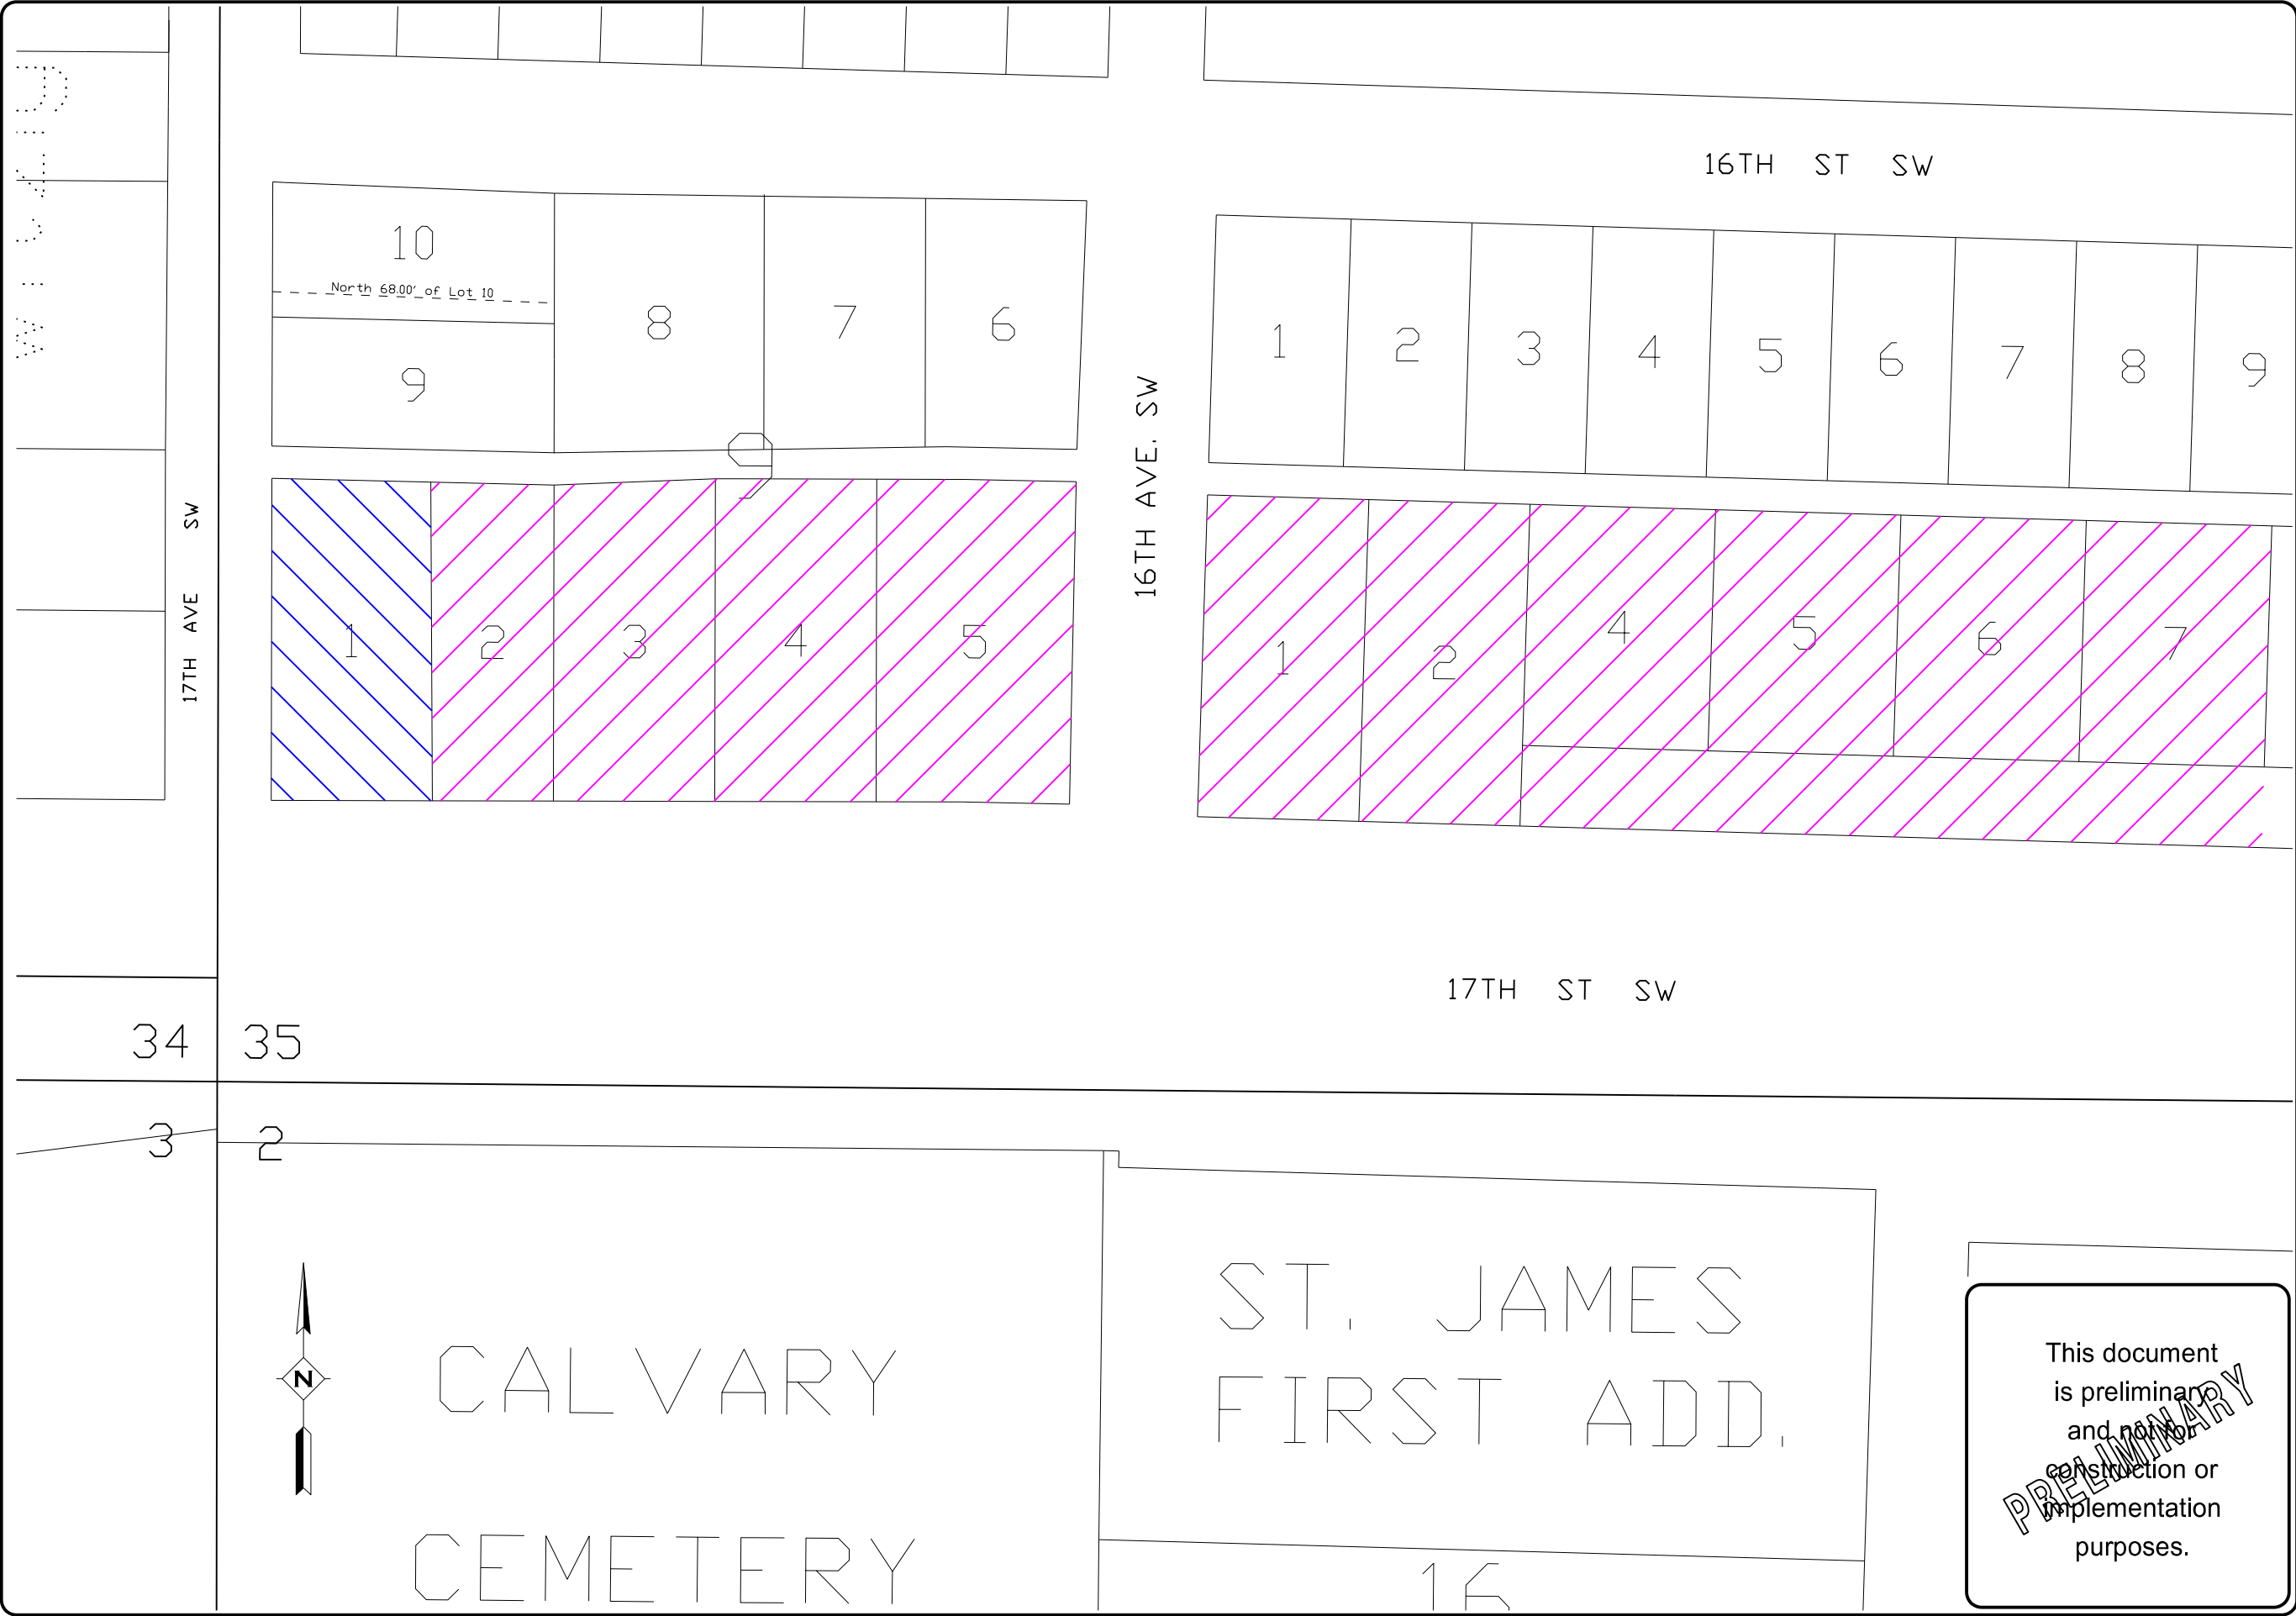 16TH ST SW
10
North 68.00' of Lot 10
9
8
7
6
1
2
3
4
5
6
7
8
9
16TH AVE. SW
17TH AVE SW
9
1
2
3
4
5
1
2
4
5
6
7
17TH ST SW
34
35
3
2
N
CALVARY
CEMETERY
ST. JAMES
FIRST ADD.
16
This document
is preliminary
and not for
construction or
implementation
purposes.
PRELIMINARY